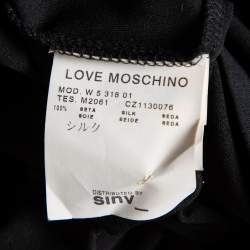 LOVE MOSCHINO
MOD. W 5 318 01
TES. M2061 CZ1130076
100% SETA SILK SEDA
SOIE SEIDE SEDA
シルク
DISTRIBUTED BY